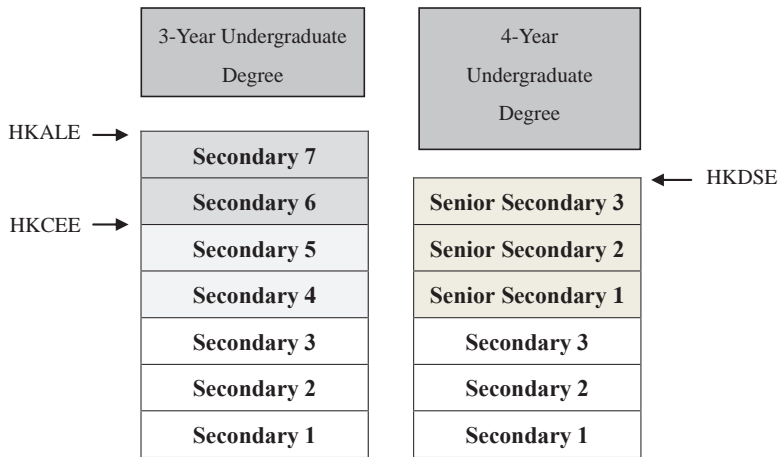 3-Year Undergraduate
Degree
HKALE
Secondary 7
Secondary 6
HKCEE
Secondary 5
Secondary 4
Secondary 3
Secondary 2
Secondary 1
4-Year
Undergraduate
Degree
HKDSE
Senior Secondary 3
Senior Secondary 2
Senior Secondary 1
Secondary 3
Secondary 2
Secondary 1